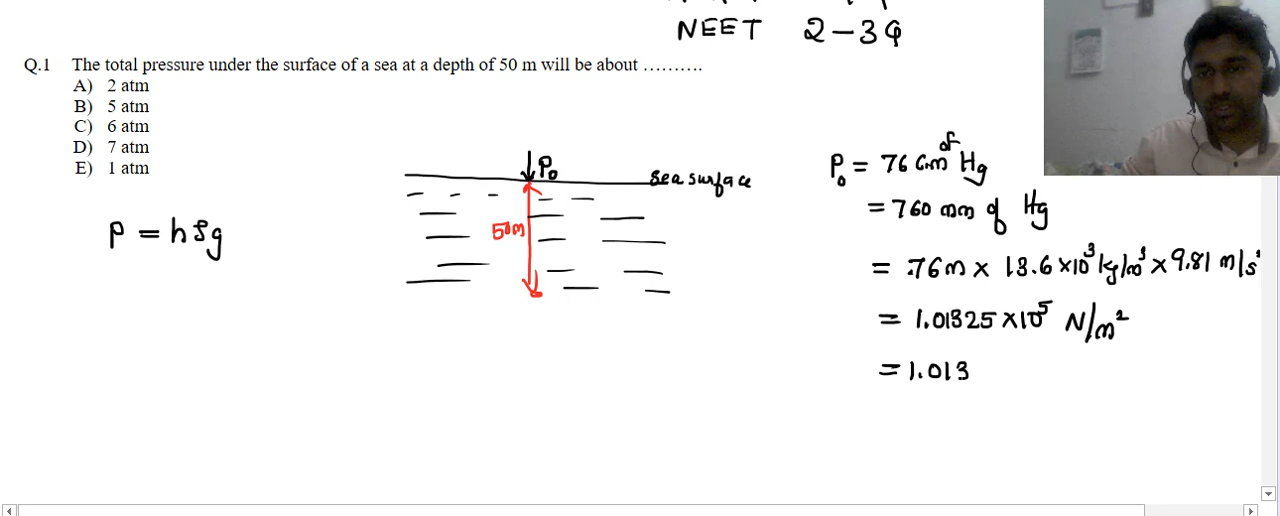 NEET 2-3Q
Q.1 The total pressure under the surface of a sea at a depth of 50 m will be about ..........
A) 2 atm
B) 5 atm
C) 6 atm
D) 7 atm
E) 1 atm
P₀
sea surface
50m
P = hρg
P₀ = 76 cm of Hg
= 760 mm of Hg
= .76m × 13.6 × 10³ kg/m³ × 9.81 m/s²
= 1.01325 × 10⁵ N/m²
= 1.013